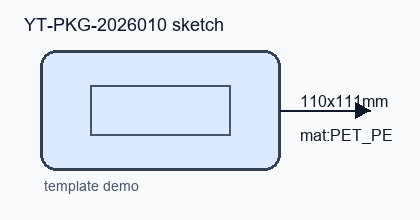 YT-PKG-2026010 sketch
110x111mm
mat:PET_PE
template demo